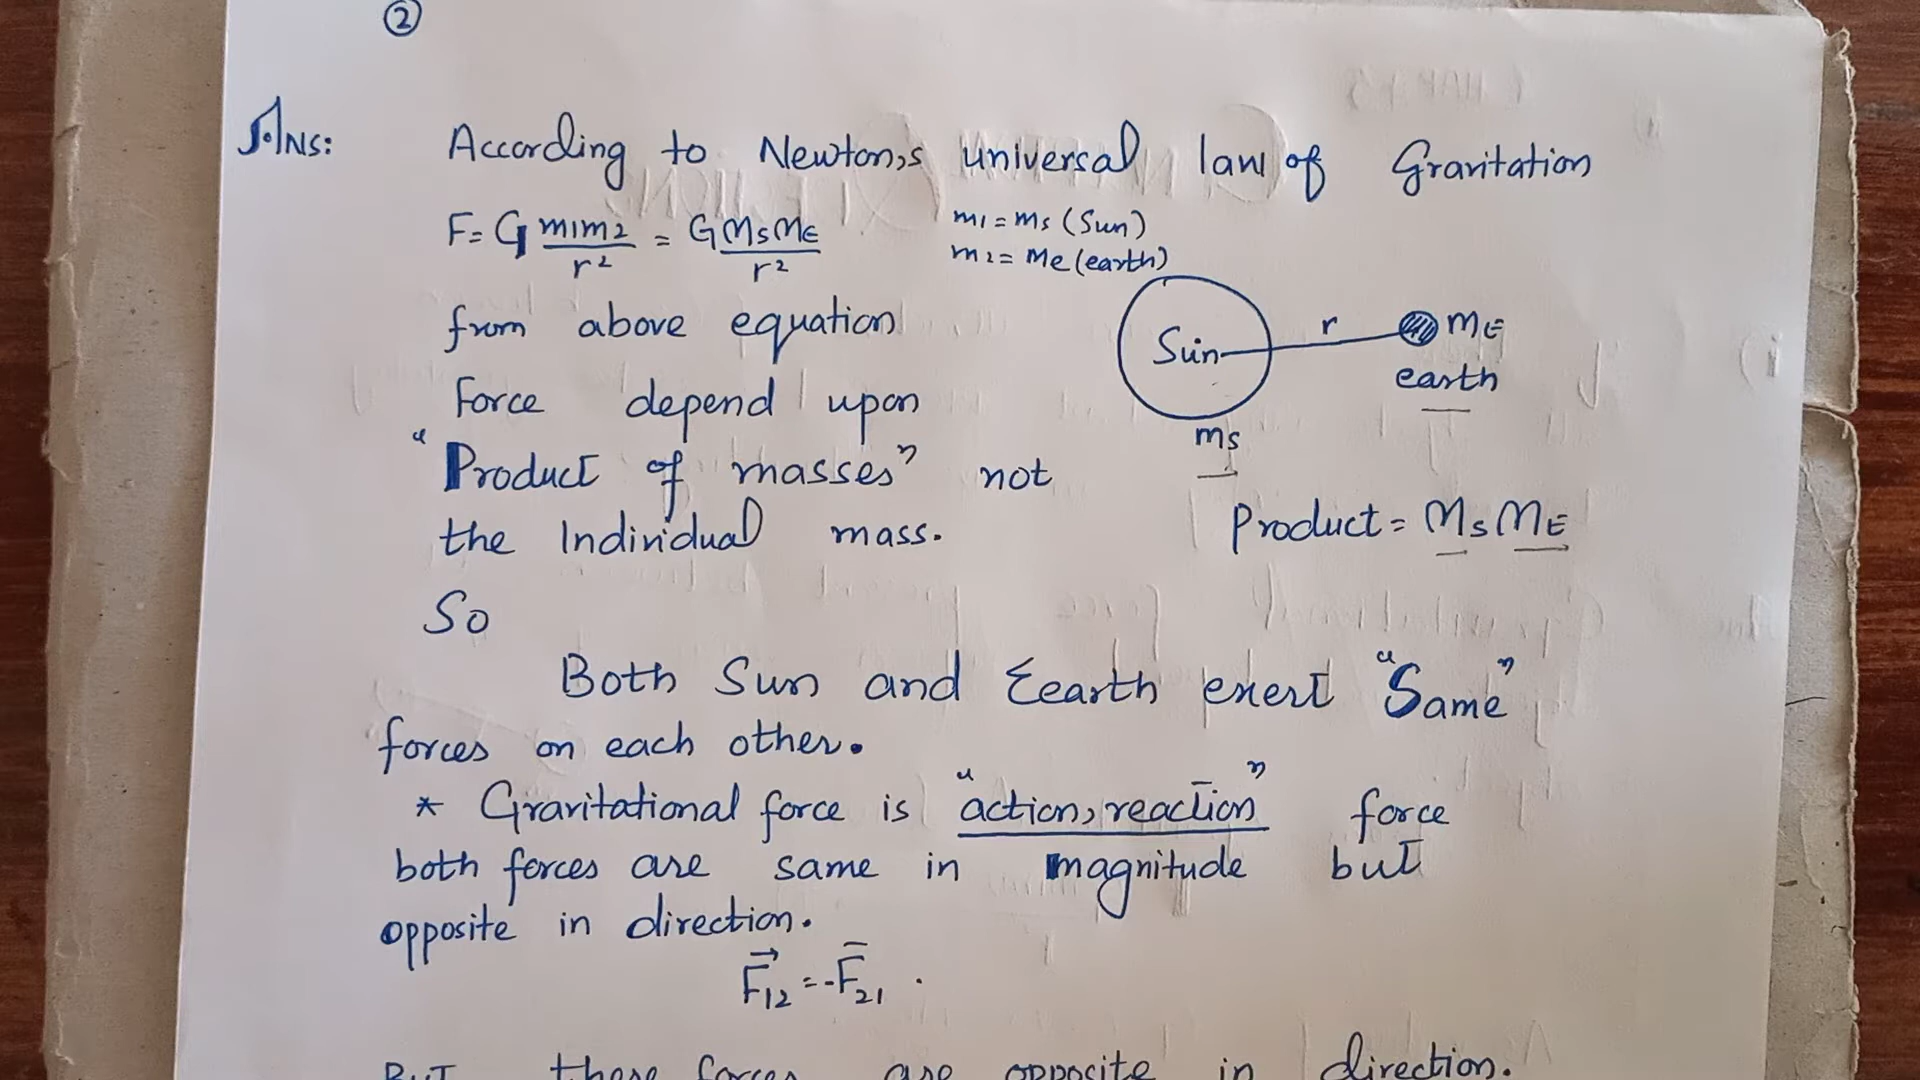 ②
Ans:
According to Newton,s universal law of Gravitation
F= G m1m2 / r² = G MsME / r²
m1 = ms (Sun)
m2 = Me (earth)
from above equation
Sun r ME
earth
Force depend upon
ms
"Product of masses" not
the Individual mass.
Product = MsME
So
Both Sun and Eearth exert "Same"
forces on each other.
* Gravitational force is "action, reaction" force
both forces are same in magnitude but
opposite in direction.
F⃗12 = -F̄21 .
But these forces are opposite in direction.